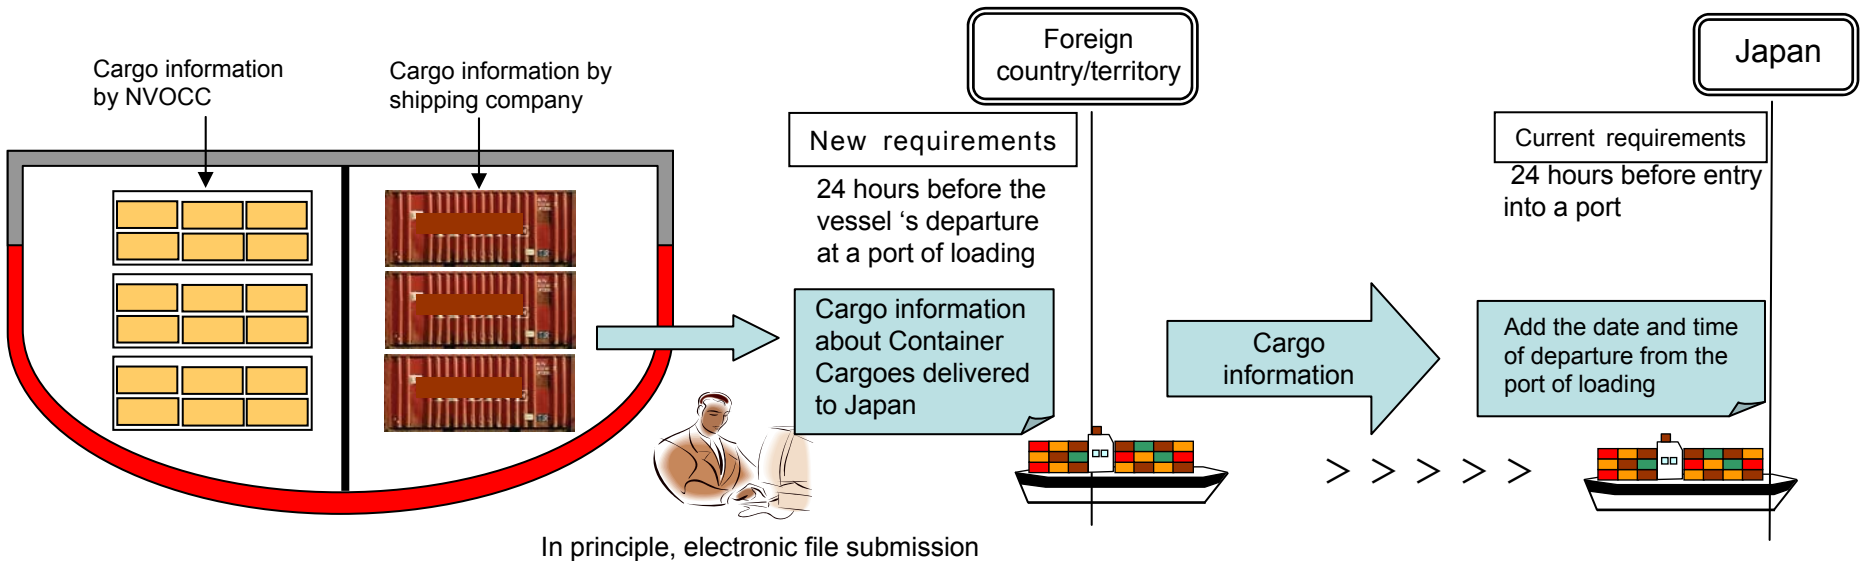 Cargo information
by NVOCC
Cargo information by
shipping company
Foreign
country/territory
Japan
New requirements
24 hours before the
vessel ‘s departure
at a port of loading
Current requirements
24 hours before entry
into a port
Cargo information
about Container
Cargoes delivered
to Japan
Cargo
information
Add the date and time
of departure from the
port of loading
> > > > >
In principle, electronic file submission